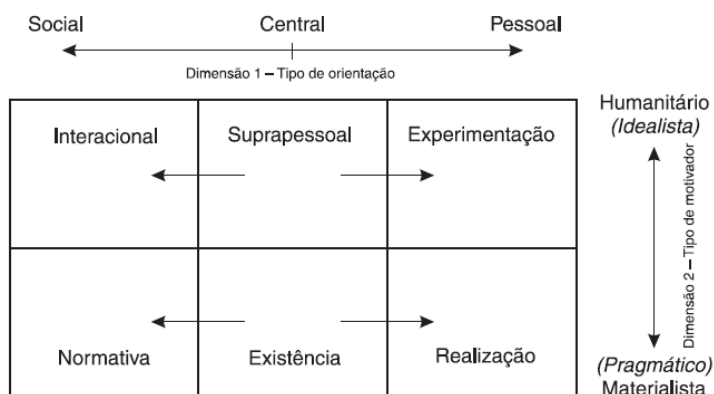 Social Central Pessoal
Dimensão 1 – Tipo de orientação
Humanitário
(Idealista)
Interacional Suprapessoal Experimentação
Dimensão 2 – Tipo de motivador
Normativa Existência Realização
(Pragmático)
Materialista